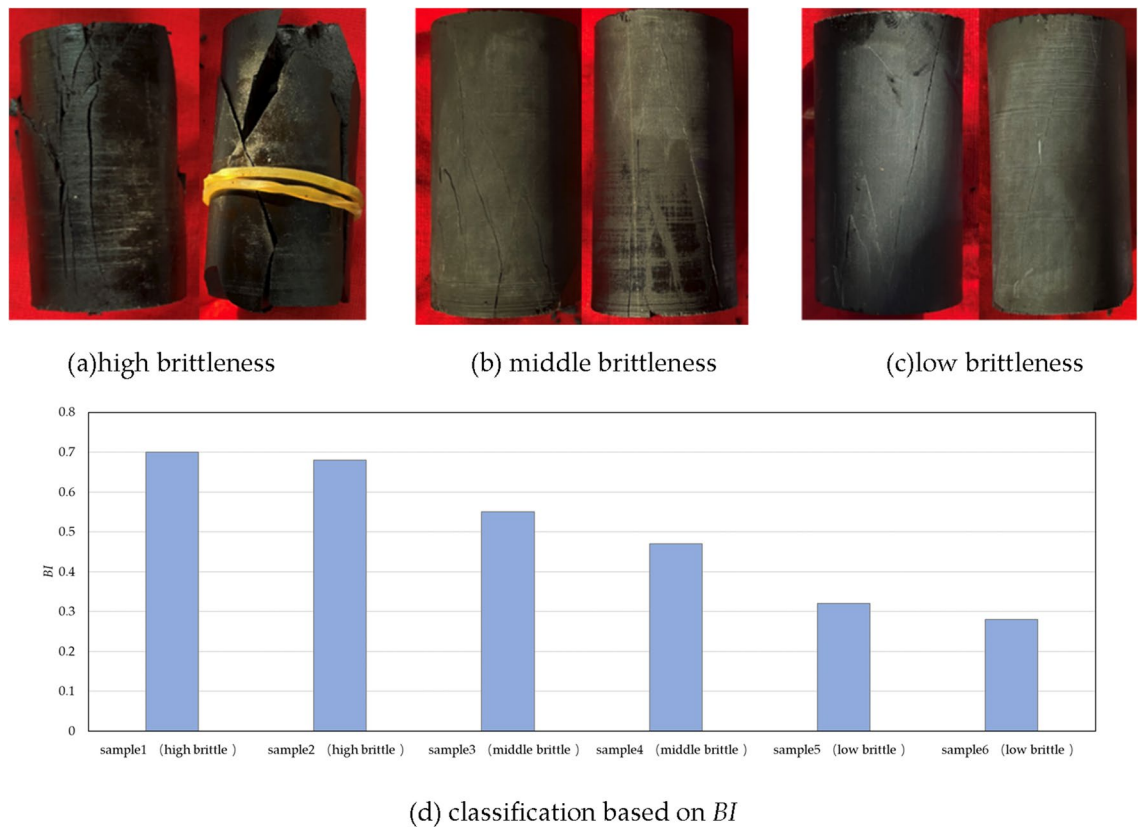 (a)high brittleness
(b) middle brittleness
(c)low brittleness
0.8
0.7
0.6
0.5
0.4
0.3
0.2
0.1
0
BI
sample1 （high brittle）
sample2 （high brittle）
sample3 （middle brittle）
sample4 （middle brittle）
sample5 （low brittle）
sample6 （low brittle）
(d) classification based on BI